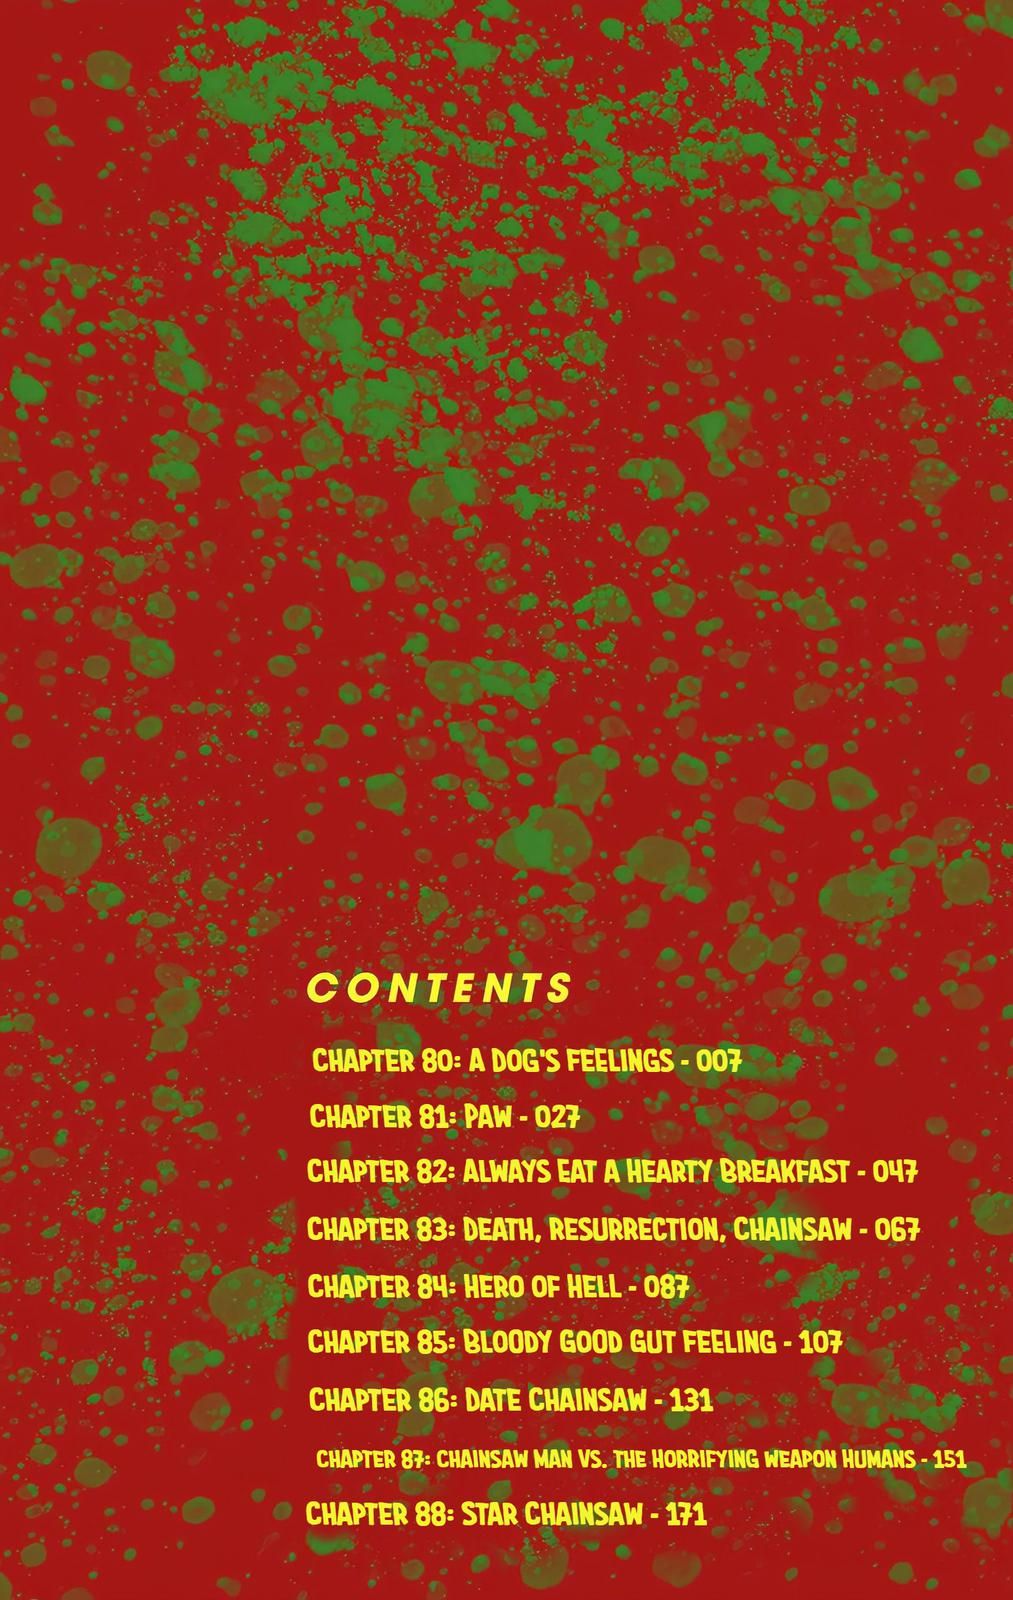 CONTENTS
CHAPTER 80: A DOG'S FEELINGS - 007
CHAPTER 81: PAW - 027
CHAPTER 82: ALWAYS EAT A HEARTY BREAKFAST - 047
CHAPTER 83: DEATH, RESURRECTION, CHAINSAW - 067
CHAPTER 84: HERO OF HELL - 087
CHAPTER 85: BLOODY GOOD GUT FEELING - 107
CHAPTER 86: DATE CHAINSAW - 131
CHAPTER 87: CHAINSAW MAN VS. THE HORRIFYING WEAPON HUMANS - 151
CHAPTER 88: STAR CHAINSAW - 171